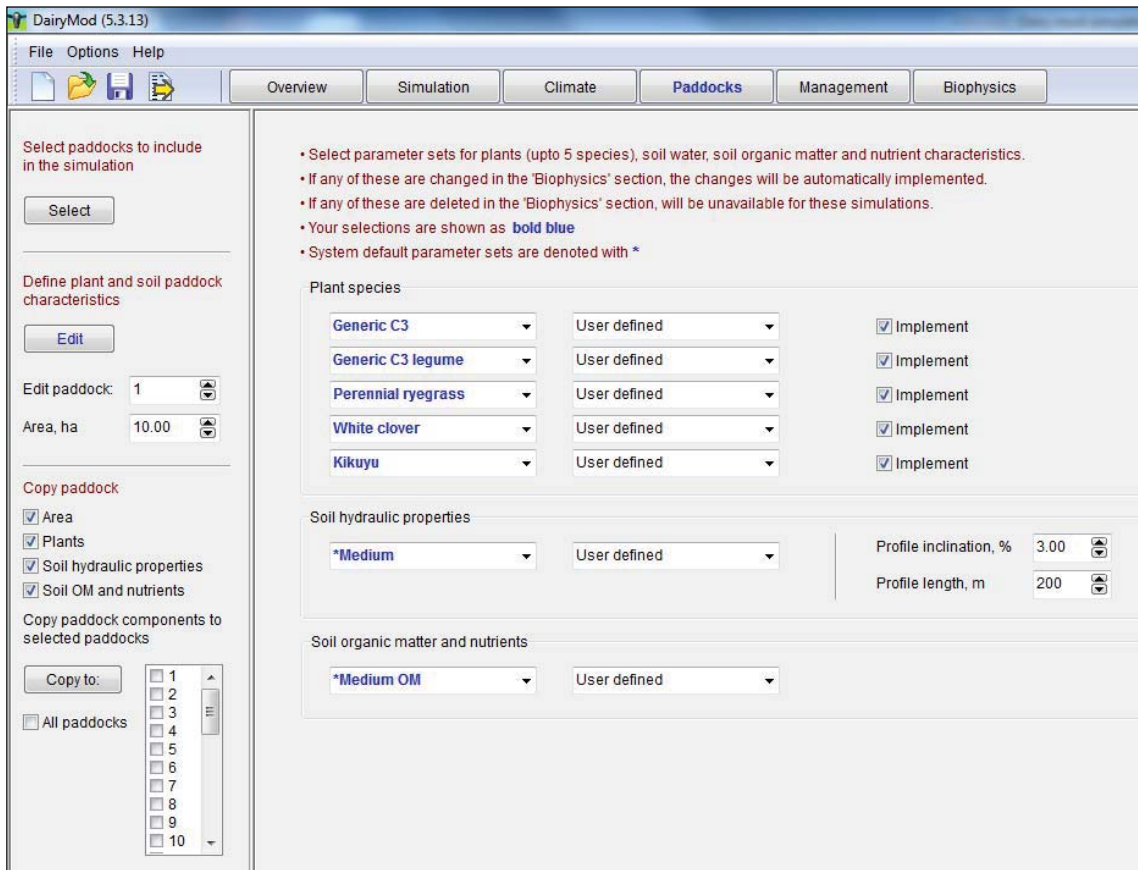 DairyMod (5.3.13)
File Options Help
Overview Simulation Climate Paddocks Management Biophysics
Select paddocks to include
in the simulation
Select
Define plant and soil paddock
characteristics
Edit
Edit paddock: 1
Area, ha 10.00
Copy paddock
Area
Plants
Soil hydraulic properties
Soil OM and nutrients
Copy paddock components to
selected paddocks
Copy to:
All paddocks
1
2
3
4
5
6
7
8
9
10
• Select parameter sets for plants (upto 5 species), soil water, soil organic matter and nutrient characteristics.
• If any of these are changed in the 'Biophysics' section, the changes will be automatically implemented.
• If any of these are deleted in the 'Biophysics' section, will be unavailable for these simulations.
• Your selections are shown as bold blue
• System default parameter sets are denoted with *
Plant species
Generic C3 User defined Implement
Generic C3 legume User defined Implement
Perennial ryegrass User defined Implement
White clover User defined Implement
Kikuyu User defined Implement
Soil hydraulic properties
*Medium User defined
Profile inclination, % 3.00
Profile length, m 200
Soil organic matter and nutrients
*Medium OM User defined